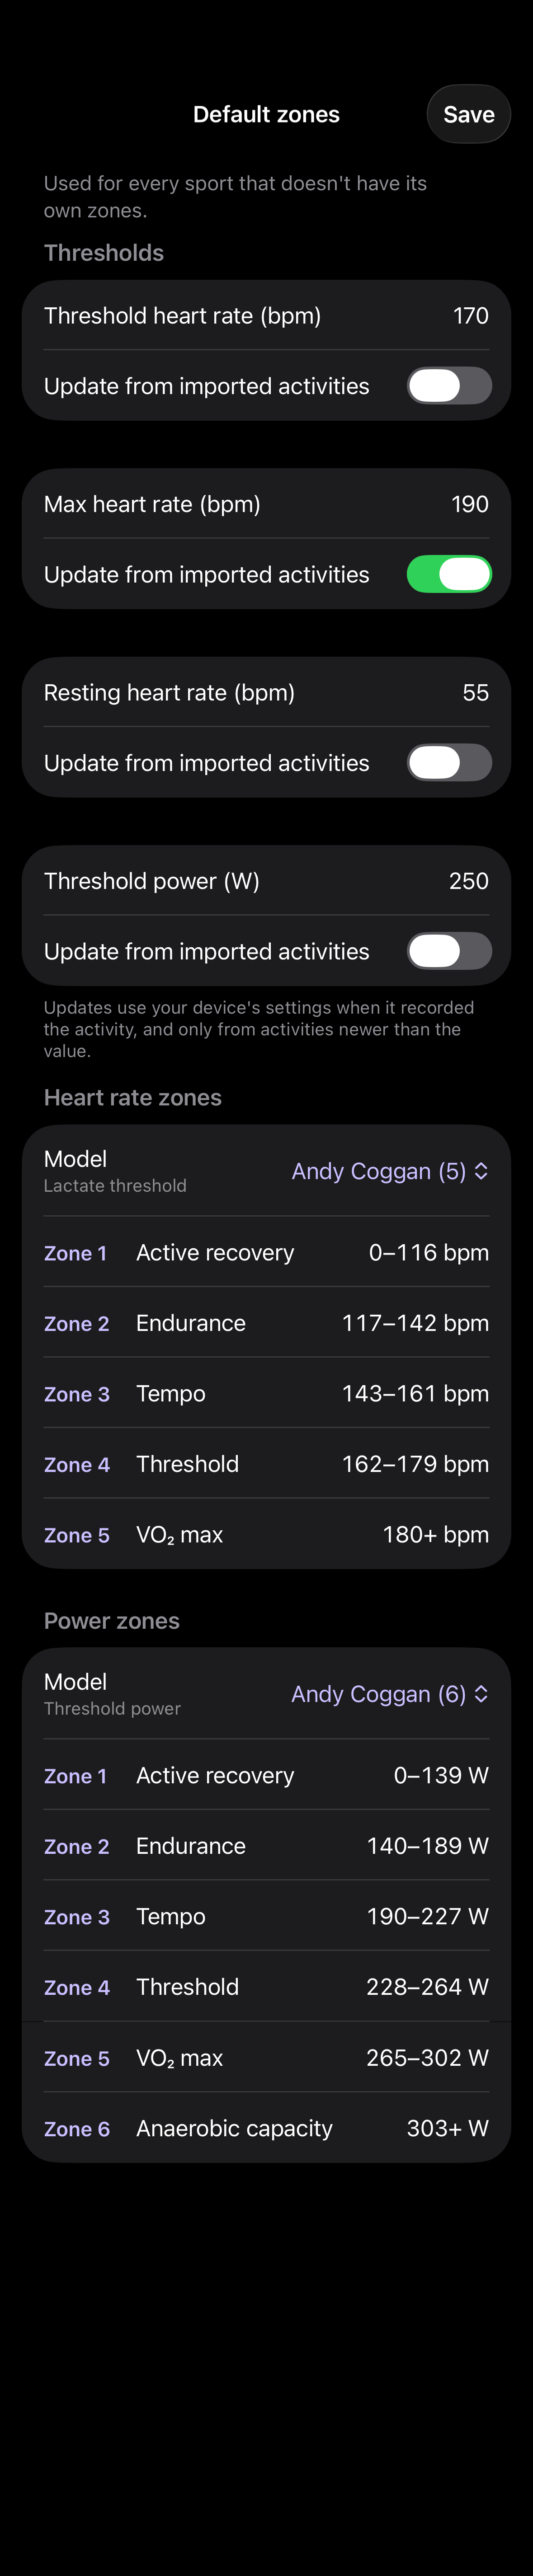 Default zones
Save
Used for every sport that doesn't have its
own zones.
Thresholds
Threshold heart rate (bpm) 170
Update from imported activities
Max heart rate (bpm) 190
Update from imported activities
Resting heart rate (bpm) 55
Update from imported activities
Threshold power (W) 250
Update from imported activities
Updates use your device's settings when it recorded
the activity, and only from activities newer than the
value.
Heart rate zones
Model
Lactate threshold
Andy Coggan (5)
Zone 1 Active recovery 0–116 bpm
Zone 2 Endurance 117–142 bpm
Zone 3 Tempo 143–161 bpm
Zone 4 Threshold 162–179 bpm
Zone 5 VO₂ max 180+ bpm
Power zones
Model
Threshold power
Andy Coggan (6)
Zone 1 Active recovery 0–139 W
Zone 2 Endurance 140–189 W
Zone 3 Tempo 190–227 W
Zone 4 Threshold 228–264 W
Zone 5 VO₂ max 265–302 W
Zone 6 Anaerobic capacity 303+ W